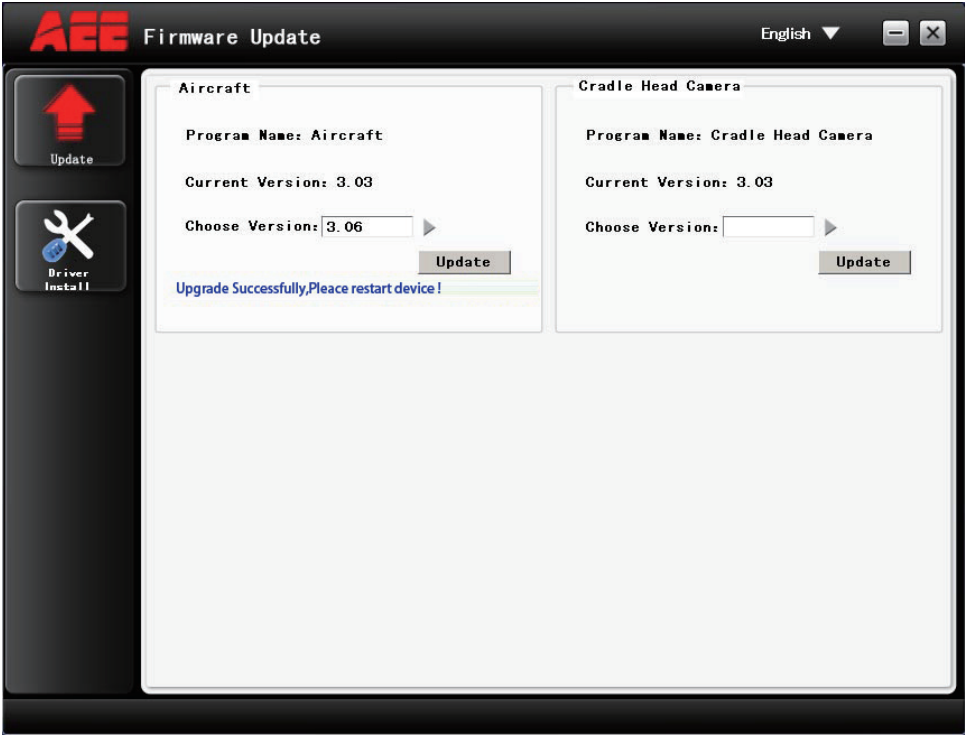 AEE Firmware Update
English
Update
Driver
Install
Aircraft
Program Name: Aircraft
Current Version: 3.03
Choose Version: 3.06
Update
Upgrade Successfully,Pleace restart device !
Cradle Head Camera
Program Name: Cradle Head Camera
Current Version: 3.03
Choose Version:
Update